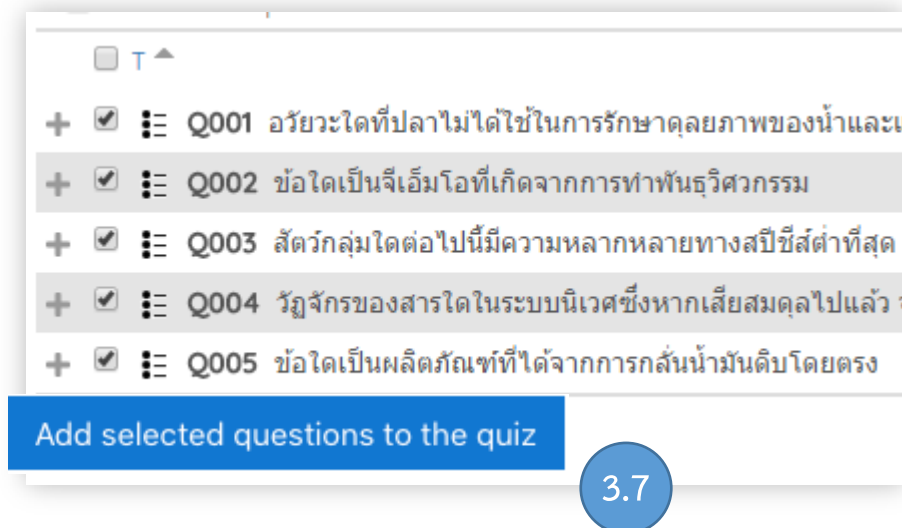 T
Q001 อวัยวะใดที่ปลาไม่ได้ใช้ในการรักษาดุลยภาพของน้ำและ
Q002 ข้อใดเป็นจีเอ็มโอที่เกิดจากการทำพันธุวิศวกรรม
Q003 สัตว์กลุ่มใดต่อไปนี้มีความหลากหลายทางสปีชีส์ต่ำที่สุด
Q004 วัฏจักรของสารใดในระบบนิเวศซึ่งหากเสียสมดุลไปแล้ว
Q005 ข้อใดเป็นผลิตภัณฑ์ที่ได้จากการกลั่นน้ำมันดิบโดยตรง
Add selected questions to the quiz
3.7